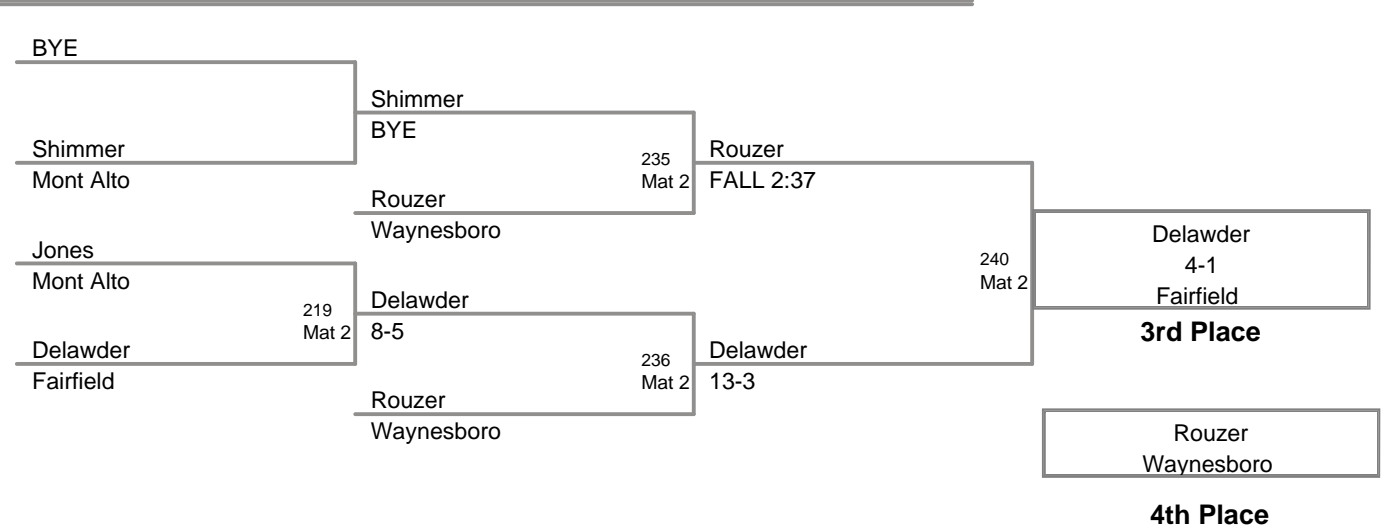 BYE
Shimmer
BYE
Shimmer
Mont Alto
235
Mat 2
Rouzer
FALL 2:37
Rouzer
Waynesboro
Jones
Mont Alto
240
Mat 2
Delawder
4-1
Fairfield
3rd Place
219
Mat 2
Delawder
8-5
Delawder
Fairfield
236
Mat 2
Delawder
13-3
Rouzer
Waynesboro
Rouzer
Waynesboro
4th Place